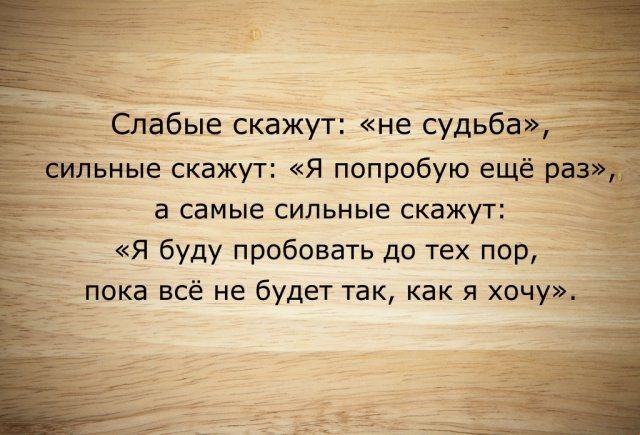 Слабые скажут: «не судьба»,
сильные скажут: «Я попробую ещё раз»,
а самые сильные скажут:
«Я буду пробовать до тех пор,
пока всё не будет так, как я хочу».